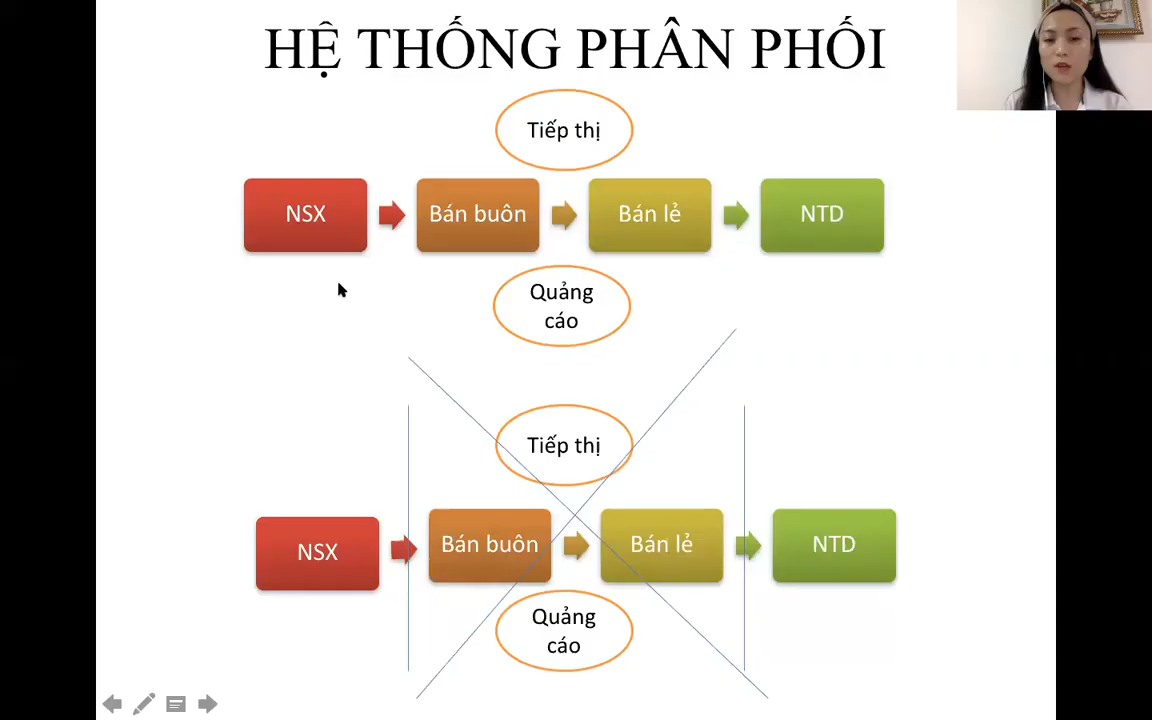 HỆ THỐNG PHÂN PHỐI
Tiếp thị
NSX
Bán buôn
Bán lẻ
NTD
Quảng
cáo
Tiếp thị
NSX
Bán buôn
Bán lẻ
NTD
Quảng
cáo